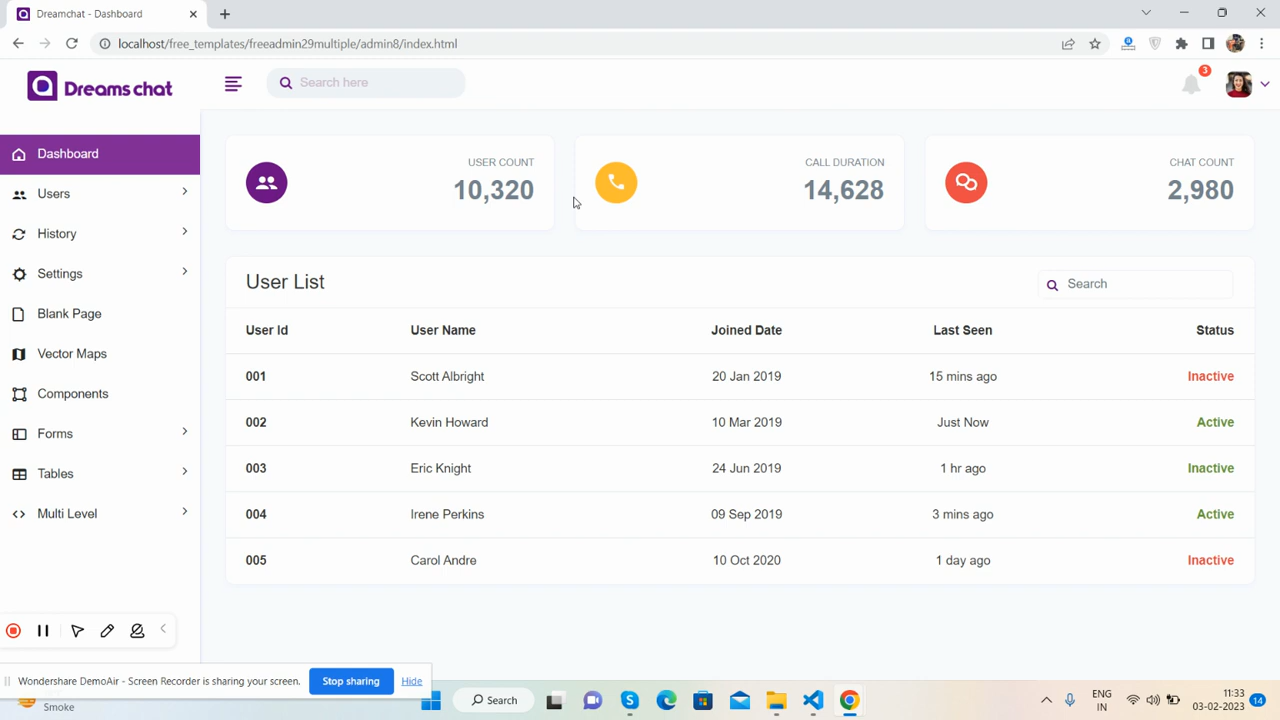 Dreamchat - Dashboard
localhost/free_templates/freeadmin29multiple/admin8/index.html
Dreams chat
Search here
3
Dashboard
Users
History
Settings
Blank Page
Vector Maps
Components
Forms
Tables
Multi Level
USER COUNT
10,320
CALL DURATION
14,628
CHAT COUNT
2,980
User List
Search
User Id User Name Joined Date Last Seen Status
001 Scott Albright 20 Jan 2019 15 mins ago Inactive
002 Kevin Howard 10 Mar 2019 Just Now Active
003 Eric Knight 24 Jun 2019 1 hr ago Inactive
004 Irene Perkins 09 Sep 2019 3 mins ago Active
005 Carol Andre 10 Oct 2020 1 day ago Inactive
Wondershare DemoAir - Screen Recorder is sharing your screen. Stop sharing Hide
Smoke
Search
ENG
IN
11:33
03-02-2023
14